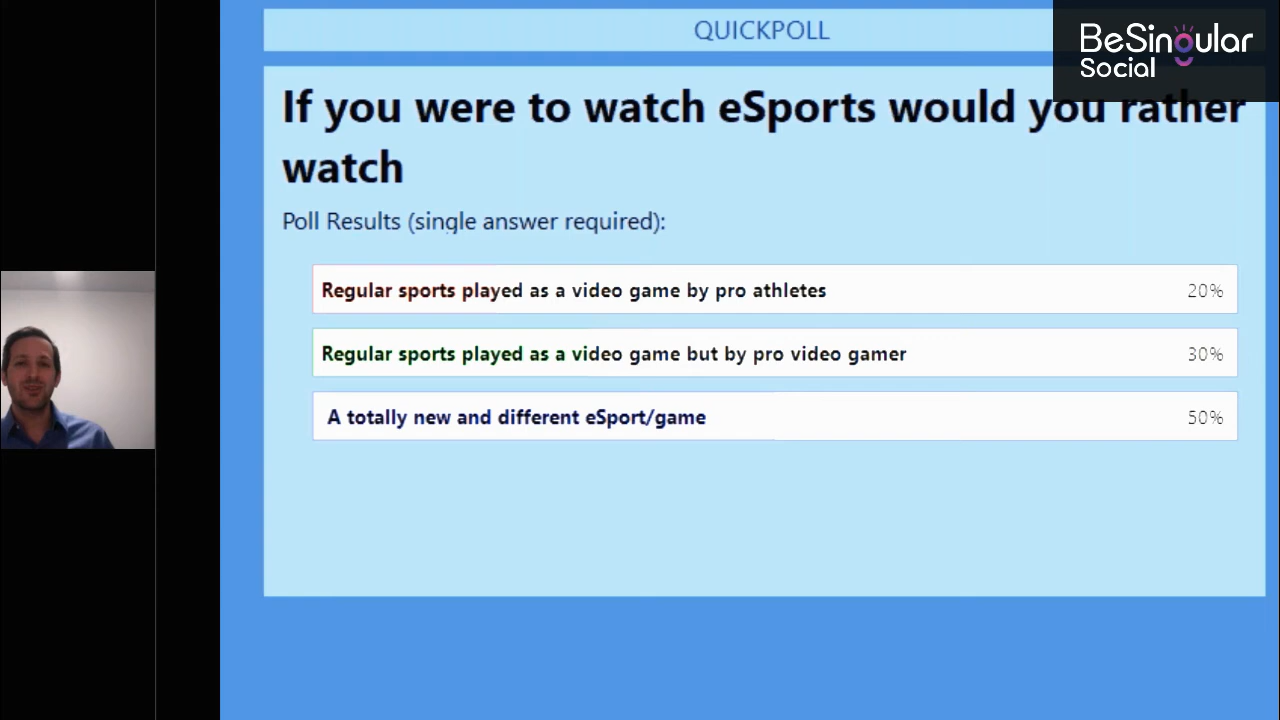 QUICKPOLL
BeSingular
Social
If you were to watch eSports would you rather
watch
Poll Results (single answer required):
Regular sports played as a video game by pro athletes 20%
Regular sports played as a video game but by pro video gamer 30%
A totally new and different eSport/game 50%